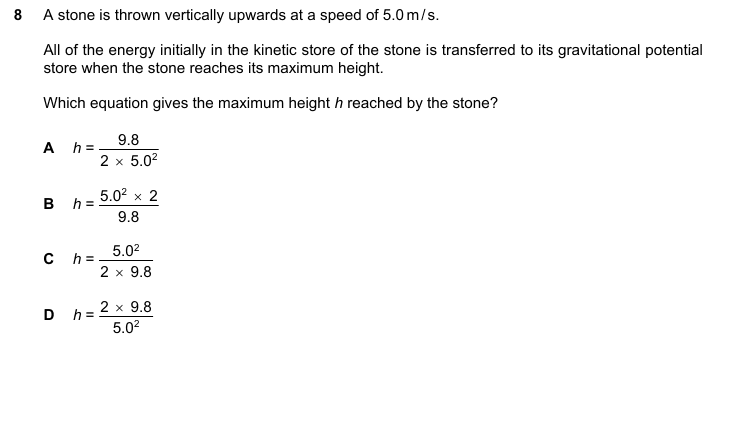 8 A stone is thrown vertically upwards at a speed of 5.0 m / s.
All of the energy initially in the kinetic store of the stone is transferred to its gravitational potential
store when the stone reaches its maximum height.
Which equation gives the maximum height h reached by the stone?
A h = 9.8 / 2 × 5.0²
B h = 5.0² × 2 / 9.8
C h = 5.0² / 2 × 9.8
D h = 2 × 9.8 / 5.0²